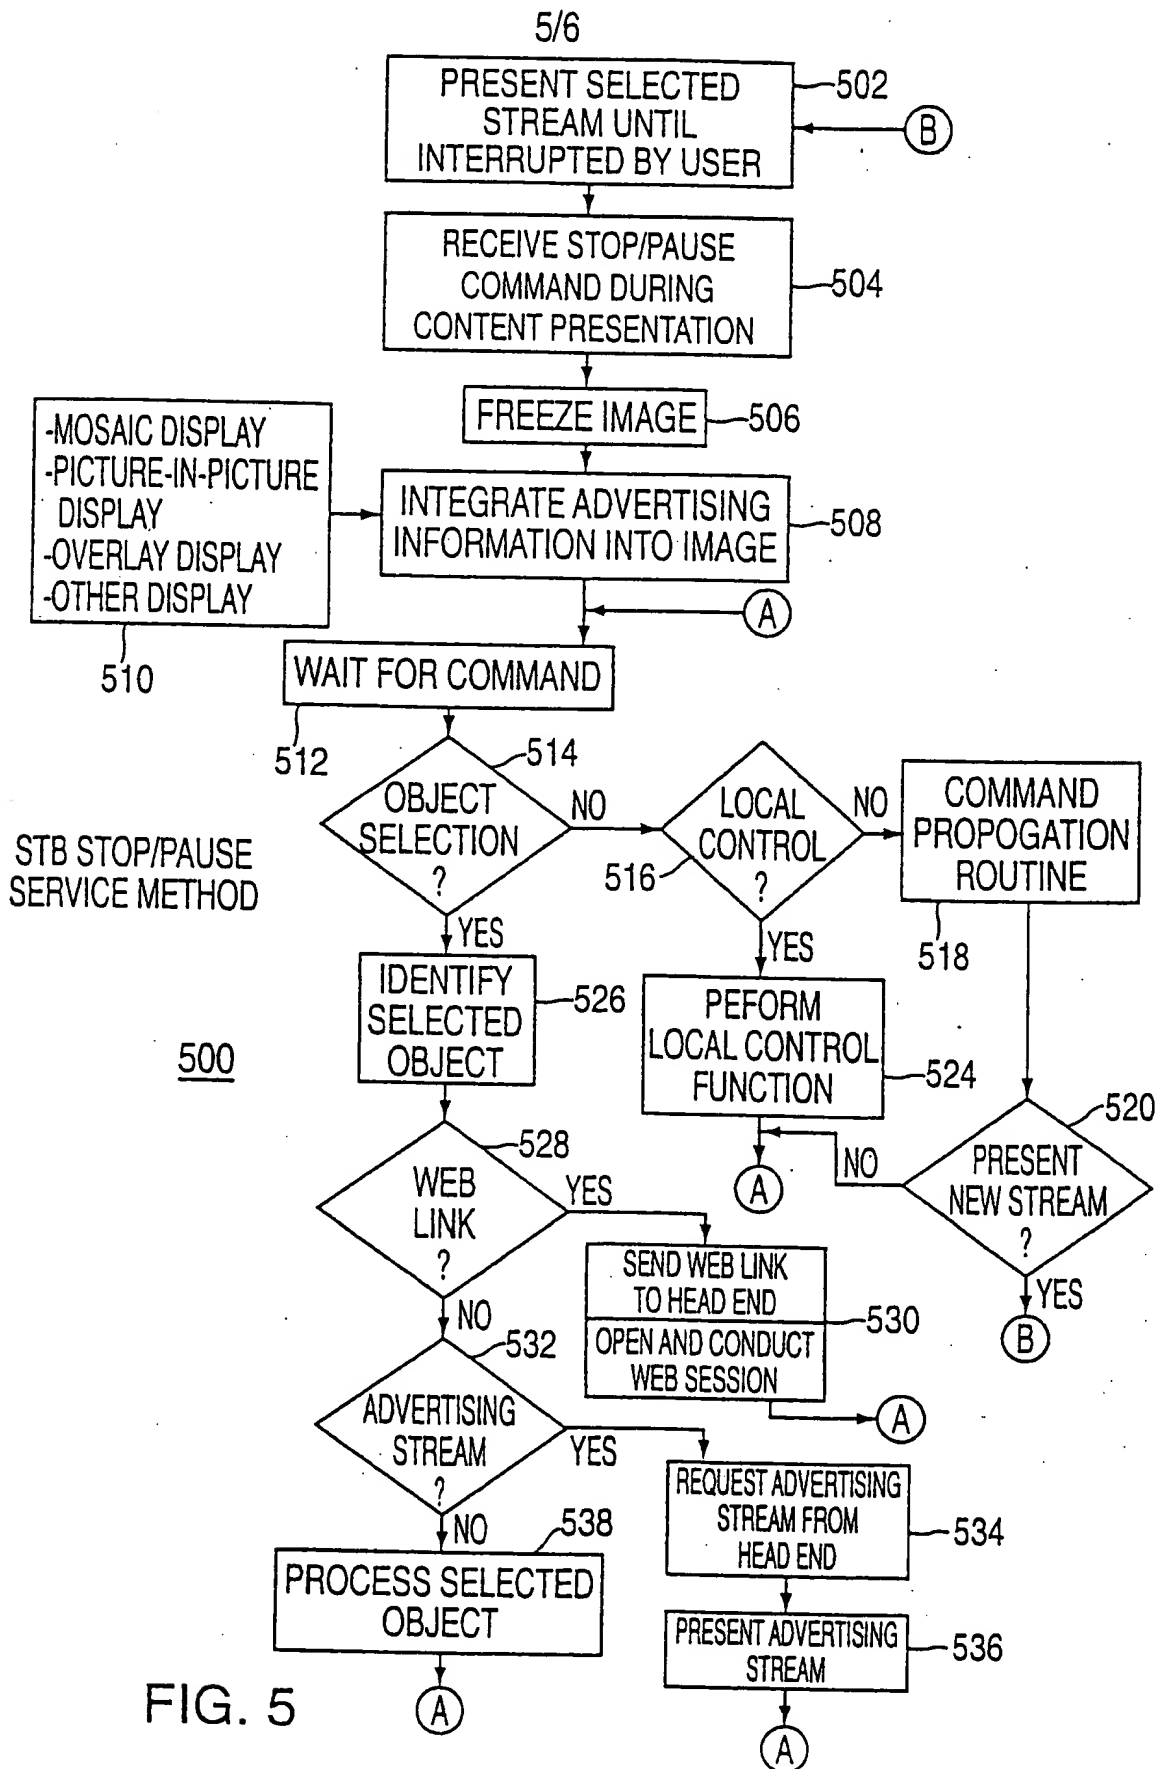 5/6
PRESENT SELECTED
STREAM UNTIL
INTERRUPTED BY USER
502
B
RECEIVE STOP/PAUSE
COMMAND DURING
CONTENT PRESENTATION
504
FREEZE IMAGE
506
-MOSAIC DISPLAY
-PICTURE-IN-PICTURE
DISPLAY
-OVERLAY DISPLAY
-OTHER DISPLAY
510
INTEGRATE ADVERTISING
INFORMATION INTO IMAGE
508
A
WAIT FOR COMMAND
512
OBJECT
SELECTION
?
514
NO
LOCAL
CONTROL
?
516
NO
COMMAND
PROPOGATION
ROUTINE
518
STB STOP/PAUSE
SERVICE METHOD
500
YES
IDENTIFY
SELECTED
OBJECT
526
YES
PEFORM
LOCAL CONTROL
FUNCTION
524
A
PRESENT
NEW STREAM
?
520
NO
YES
B
WEB
LINK
?
528
YES
SEND WEB LINK
TO HEAD END
OPEN AND CONDUCT
WEB SESSION
530
A
NO
ADVERTISING
STREAM
?
532
YES
REQUEST ADVERTISING
STREAM FROM
HEAD END
534
PRESENT ADVERTISING
STREAM
536
A
NO
PROCESS SELECTED
OBJECT
538
A
FIG. 5